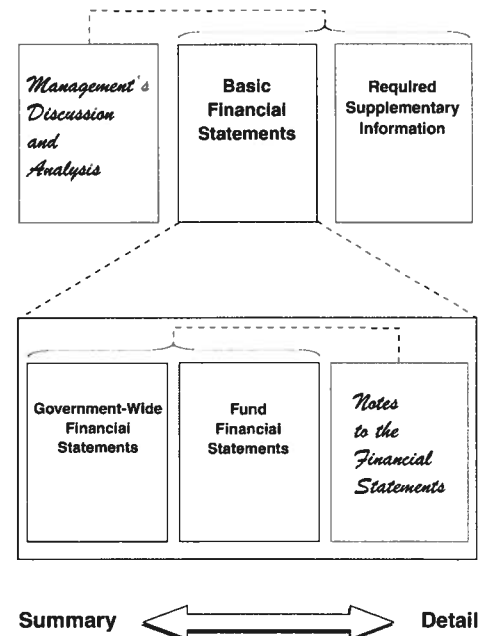 Management's
Discussion
and
Analysis
Basic
Financial
Statements
Required
Supplementary
Information
Government-Wide
Financial
Statements
Fund
Financial
Statements
Notes
to the
Financial
Statements
Summary
Detail